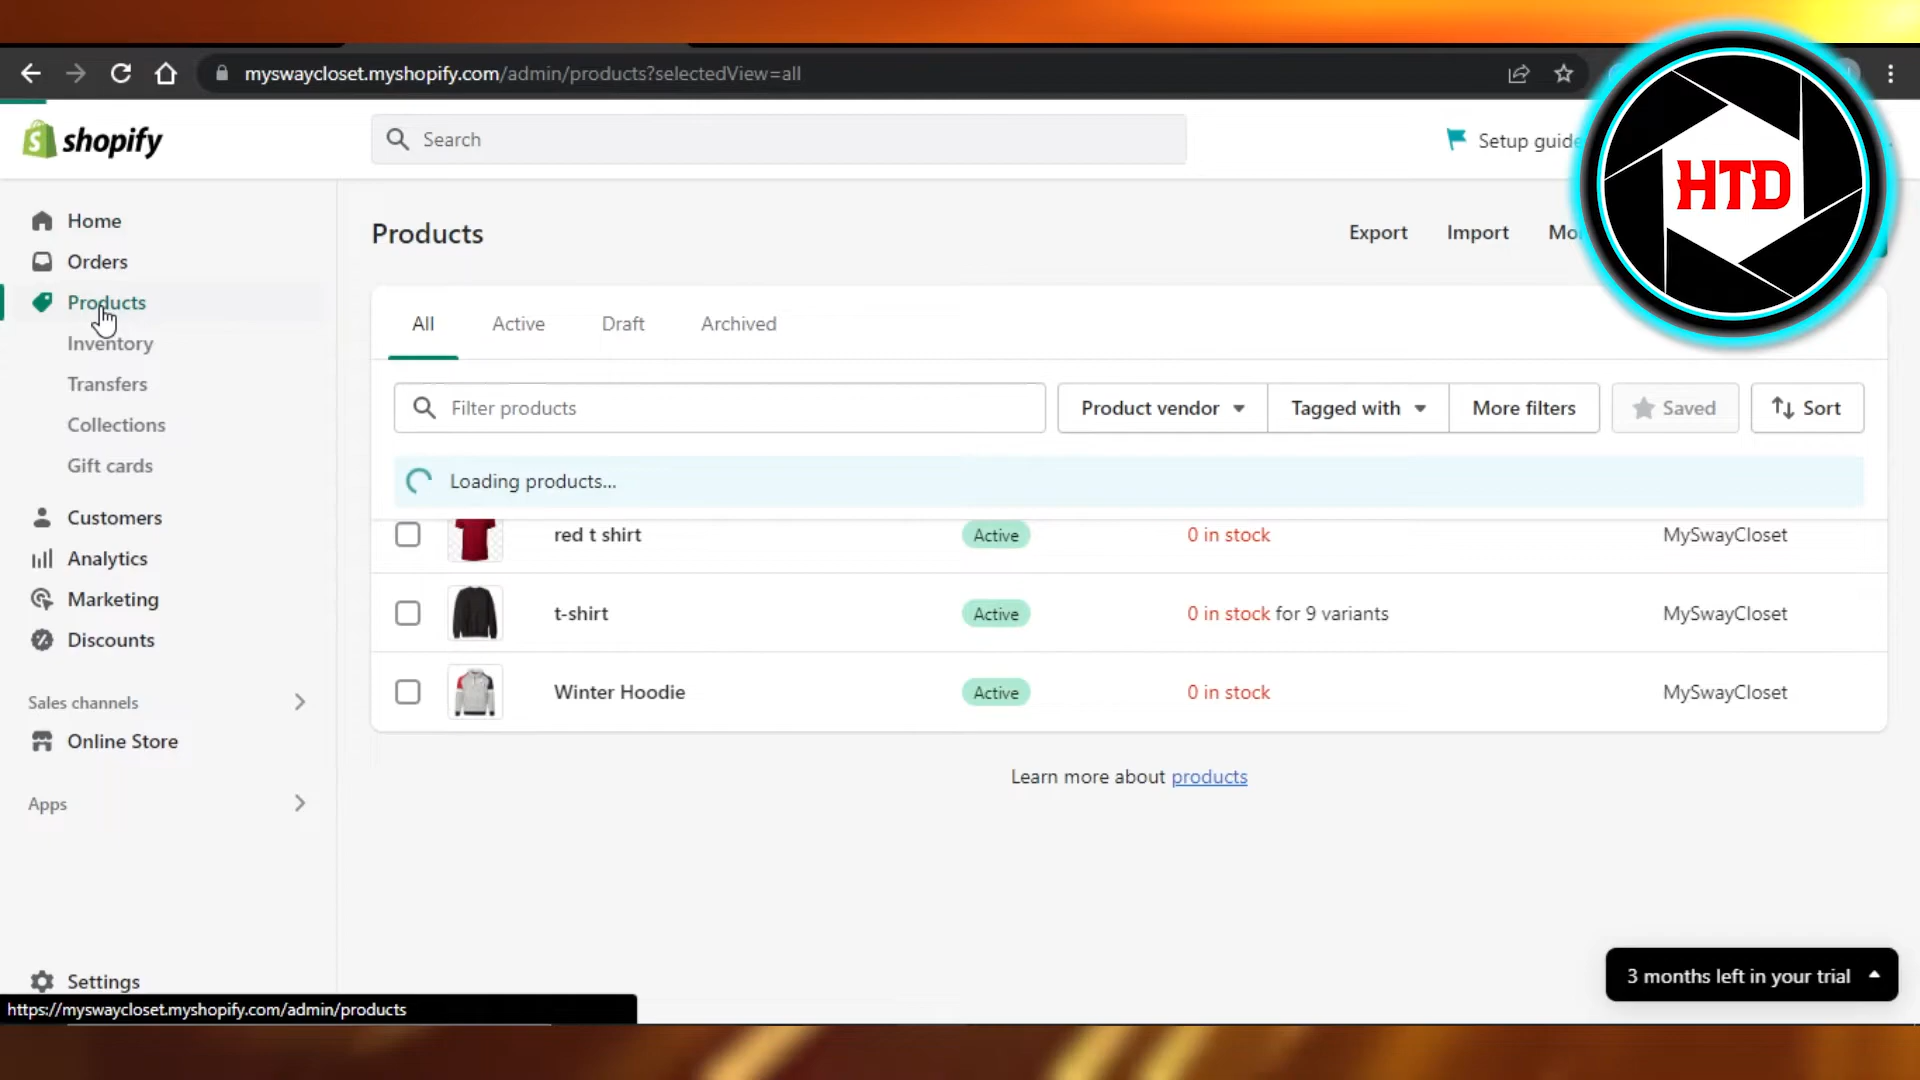 myswaycloset.myshopify.com/admin/products?selectedView=all
shopify
Search
Setup guide
HTD
Home
Orders
Products
Inventory
Transfers
Collections
Gift cards
Customers
Analytics
Marketing
Discounts
Sales channels
Online Store
Apps
Settings
Products
Export
Import
All
Active
Draft
Archived
Filter products
Product vendor
Tagged with
More filters
Saved
Sort
Loading products...
red t shirt Active 0 in stock MySwayCloset
t-shirt Active 0 in stock for 9 variants MySwayCloset
Winter Hoodie Active 0 in stock MySwayCloset
Learn more about products
3 months left in your trial
https://myswaycloset.myshopify.com/admin/products